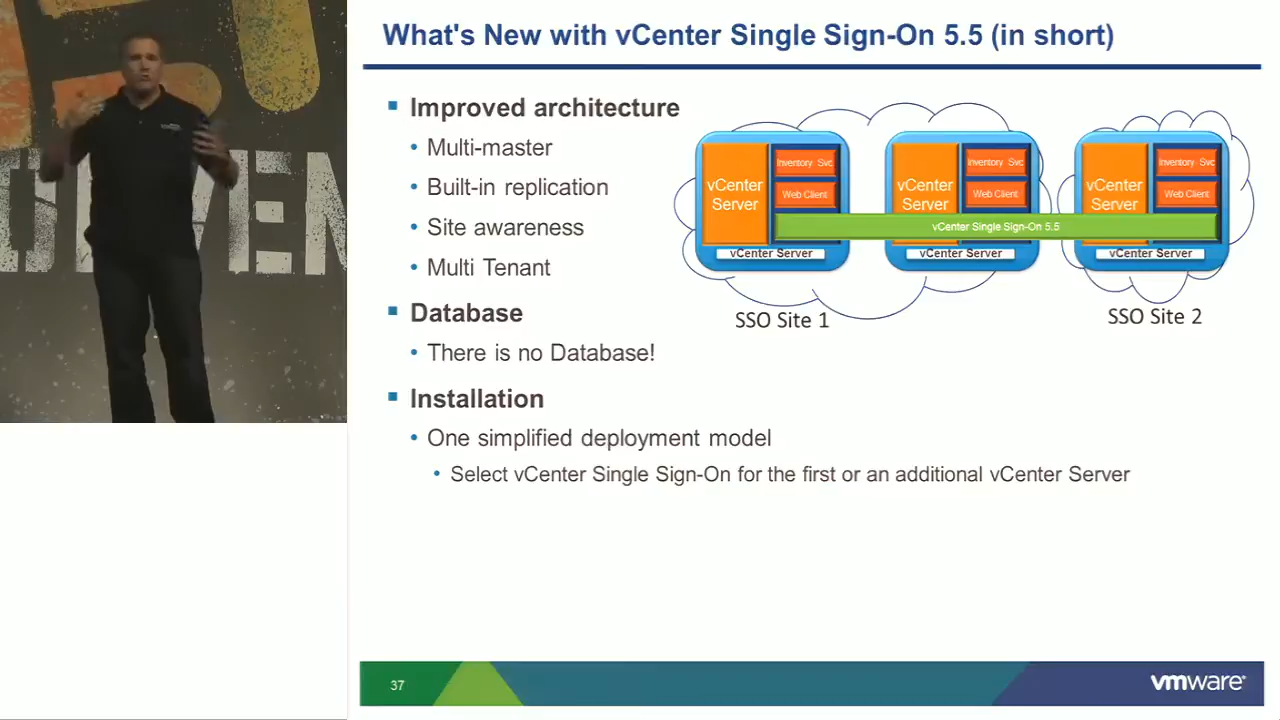 What's New with vCenter Single Sign-On 5.5 (in short)
Improved architecture
Multi-master
Built-in replication
Site awareness
Multi Tenant
Database
There is no Database!
Installation
One simplified deployment model
Select vCenter Single Sign-On for the first or an additional vCenter Server
vCenter Server
Inventory Svc
Web Client
vCenter Server
vCenter Server
Inventory Svc
Web Client
vCenter Server
vCenter Server
Inventory Svc
Web Client
vCenter Server
vCenter Single Sign-On 5.5
SSO Site 1
SSO Site 2
37
vmware